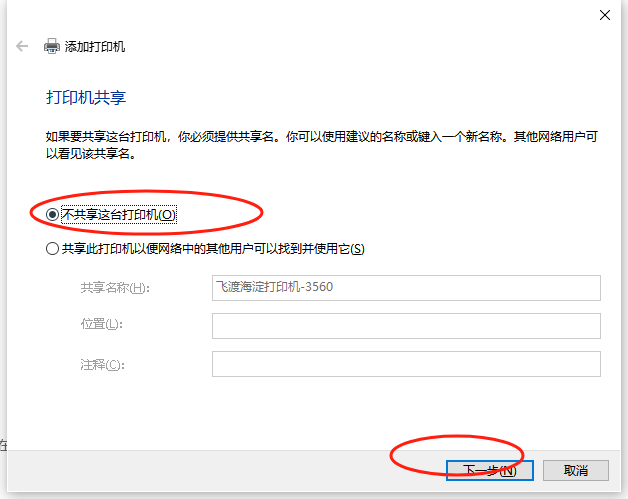 添加打印机
打印机共享
如果要共享这台打印机，你必须提供共享名。你可以使用建议的名称或键入一个新名称。其他网络用户可
以看见该共享名。
不共享这台打印机(O)
共享此打印机以便网络中的其他用户可以找到并使用它(S)
共享名称(H): 飞渡海淀打印机-3560
位置(L):
注释(C):
在
下一步(N) 取消